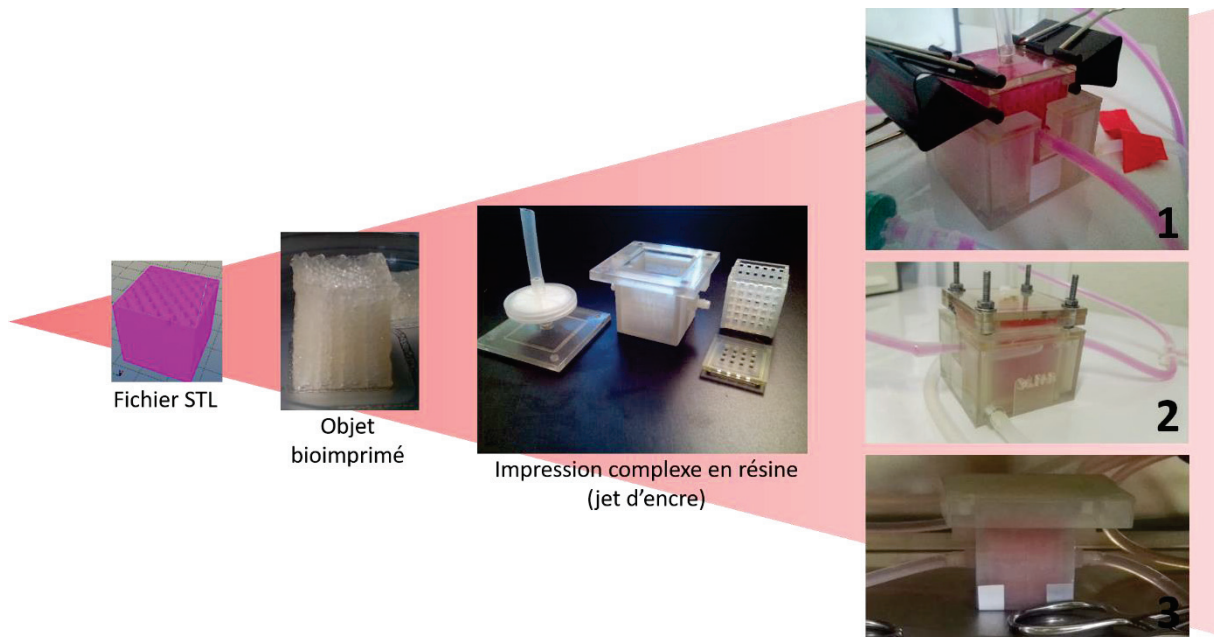 Fichier STL
Objet
bioimprimé
Impression complexe en résine
(jet d'encre)
1
2
3